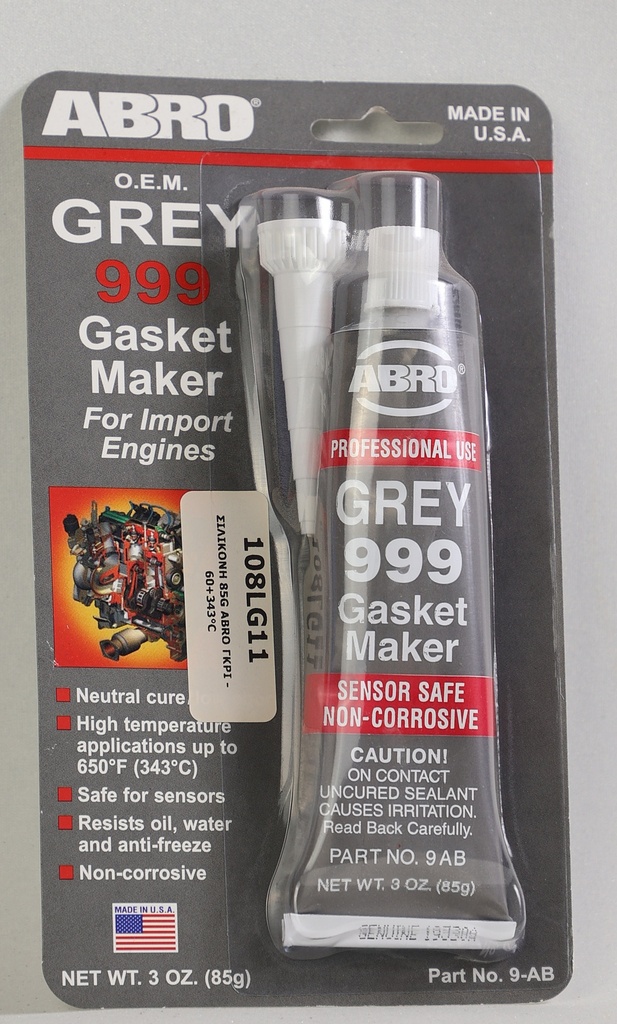 ABRO®
MADE IN
U.S.A.
O.E.M.
GREY
999
Gasket
Maker
For Import
Engines
Neutral cure,
High temperature
applications up to
650°F (343°C)
Safe for sensors
Resists oil, water
and anti-freeze
Non-corrosive
MADE IN U.S.A.
NET WT. 3 OZ. (85g)
Part No. 9-AB
108LG11
ΣΙΛΙΚΟΝΗ 85G ABRO ΓΚΡΙ -
60+343°C
ABRO®
PROFESSIONAL USE
GREY
999
Gasket
Maker
SENSOR SAFE
NON-CORROSIVE
CAUTION!
ON CONTACT
UNCURED SEALANT
CAUSES IRRITATION.
Read Back Carefully.
PART NO. 9AB
NET WT. 3 OZ. (85g)
GENUINE